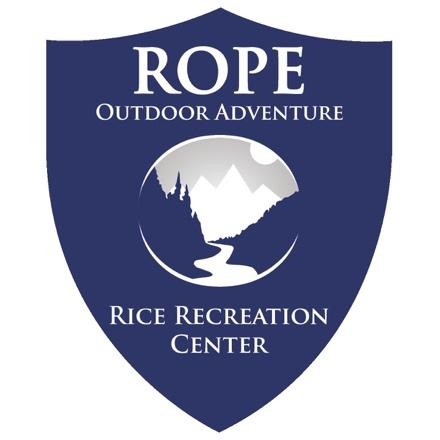 ROPE
OUTDOOR ADVENTURE
RICE RECREATION
CENTER